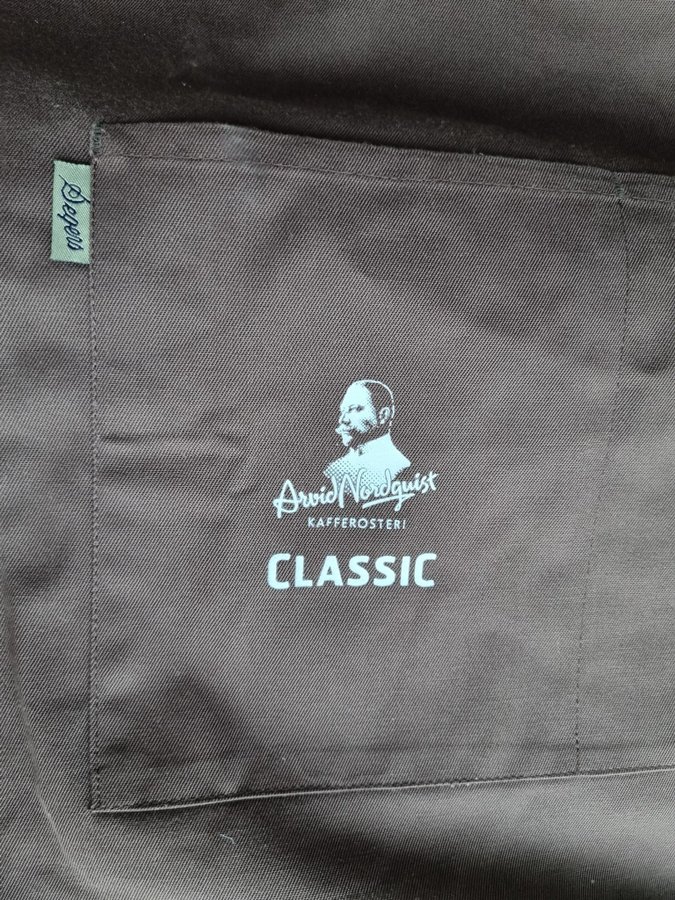 Segers
Arvid Nordquist
KAFFEROSTERI
CLASSIC